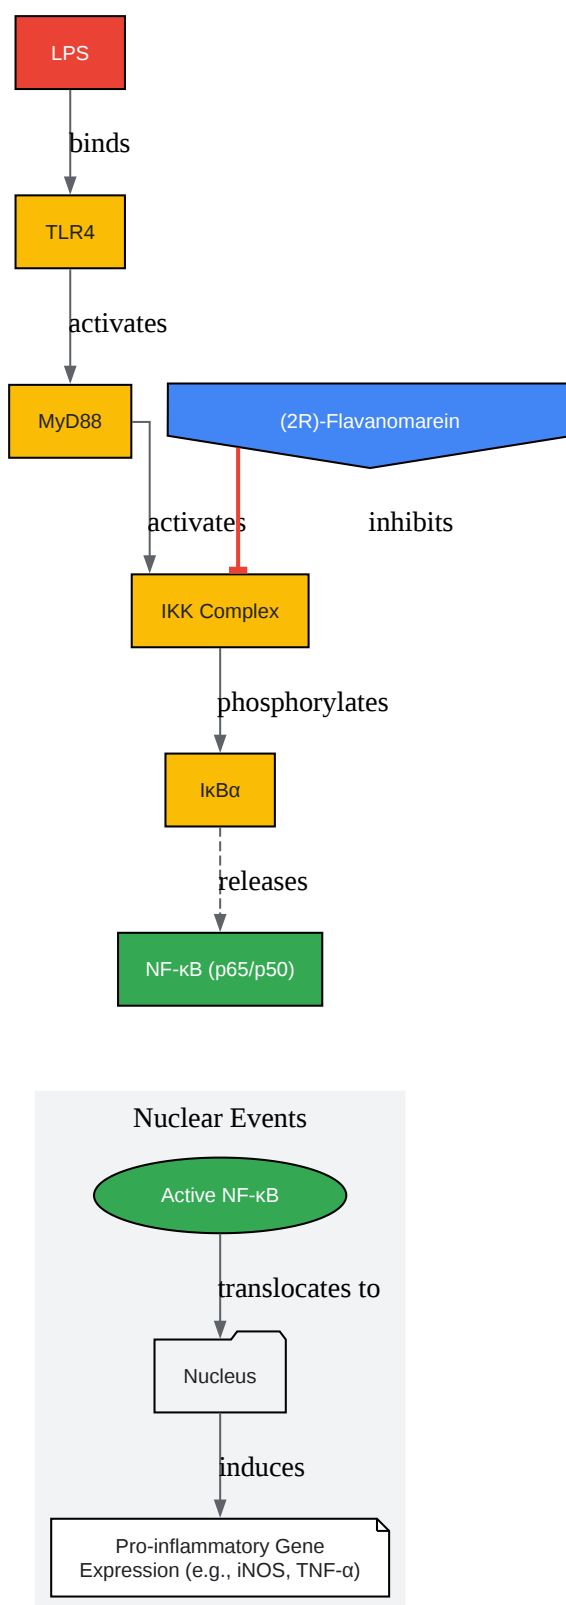 LPS
binds
TLR4
activates
MyD88
(2R)-Flavanomarein
activates
inhibits
IKK Complex
phosphorylates
IκBα
releases
NF-κB (p65/p50)
Nuclear Events
Active NF-κB
translocates to
Nucleus
induces
Pro-inflammatory Gene
Expression (e.g., iNOS, TNF-α)